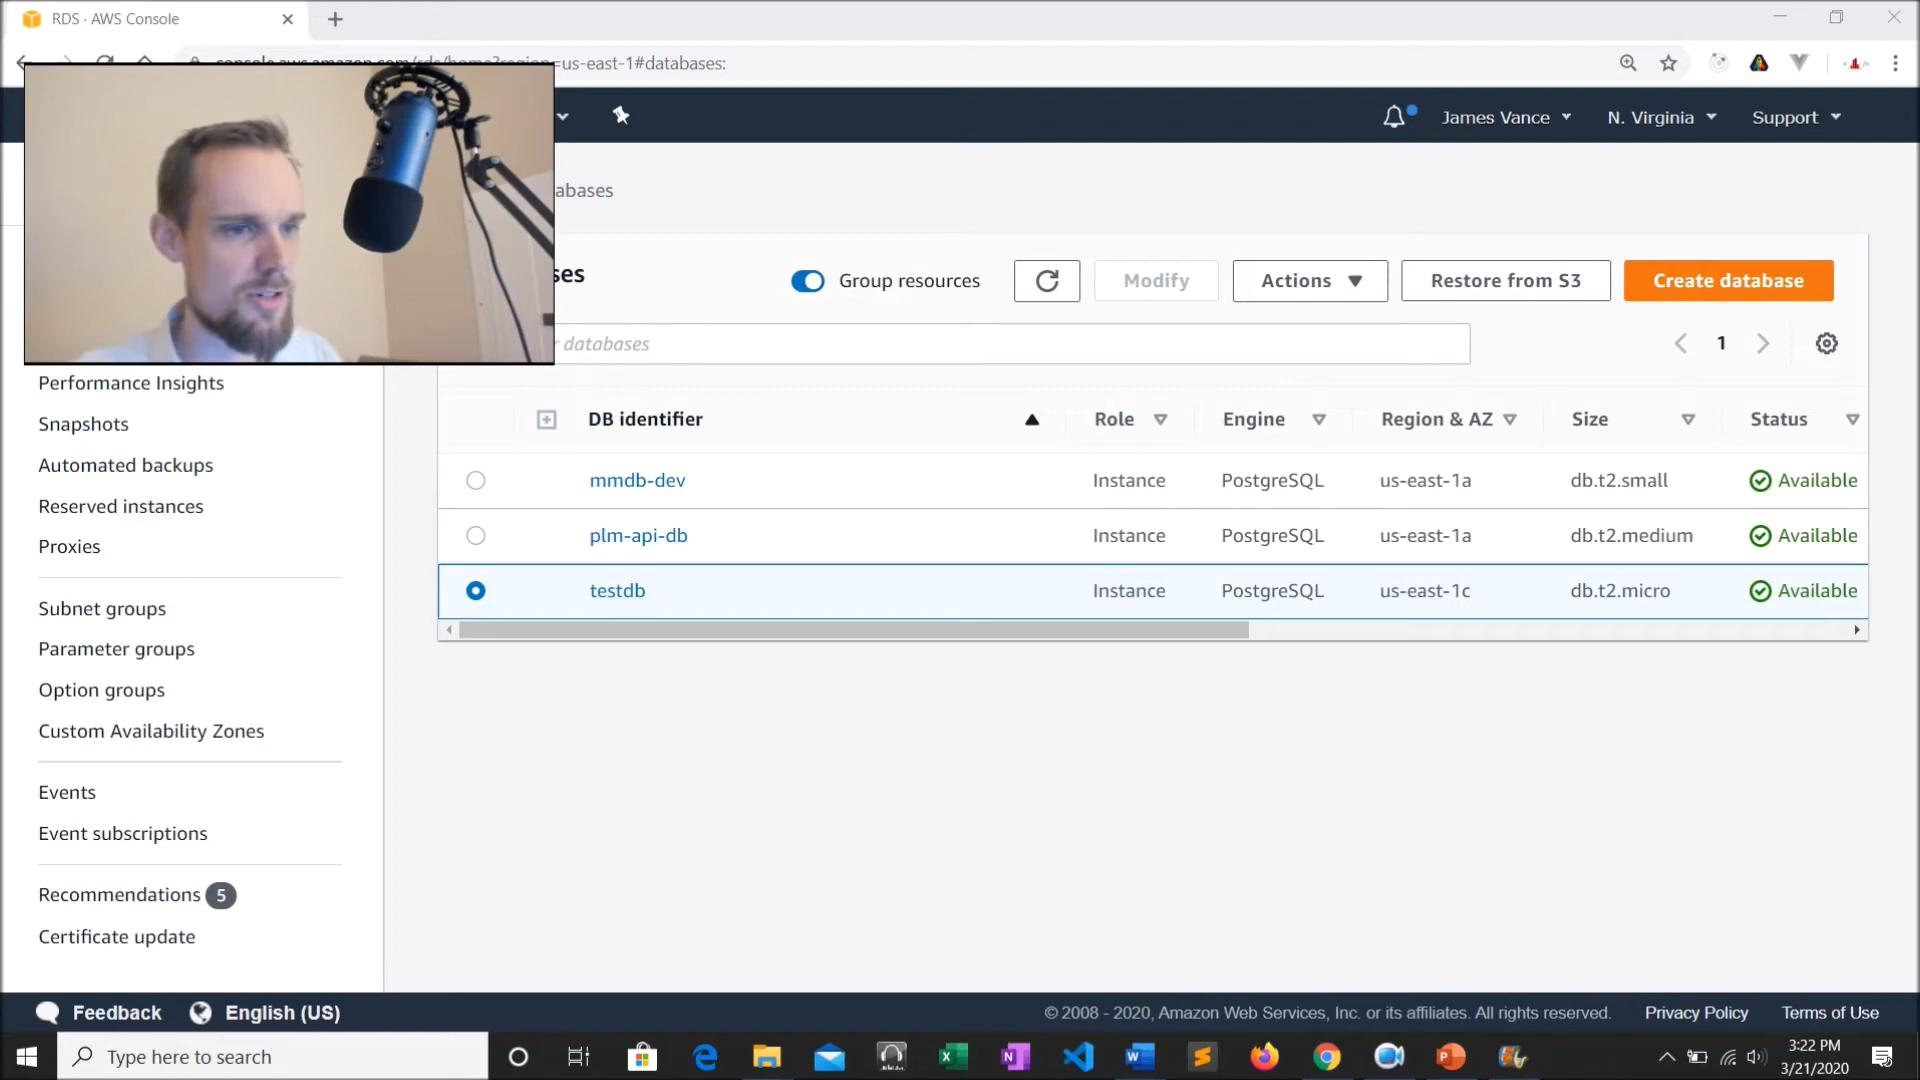 RDS · AWS Console
us-east-1#databases:
James Vance
N. Virginia
Support
abases
ses
Group resources
Modify
Actions
Restore from S3
Create database
databases
1
Performance Insights
Snapshots
Automated backups
Reserved instances
Proxies
Subnet groups
Parameter groups
Option groups
Custom Availability Zones
Events
Event subscriptions
Recommendations 5
Certificate update
DB identifier Role Engine Region & AZ Size Status
mmdb-dev Instance PostgreSQL us-east-1a db.t2.small Available
plm-api-db Instance PostgreSQL us-east-1a db.t2.medium Available
testdb Instance PostgreSQL us-east-1c db.t2.micro Available
Feedback English (US) © 2008 - 2020, Amazon Web Services, Inc. or its affiliates. All rights reserved. Privacy Policy Terms of Use
Type here to search
3:22 PM
3/21/2020